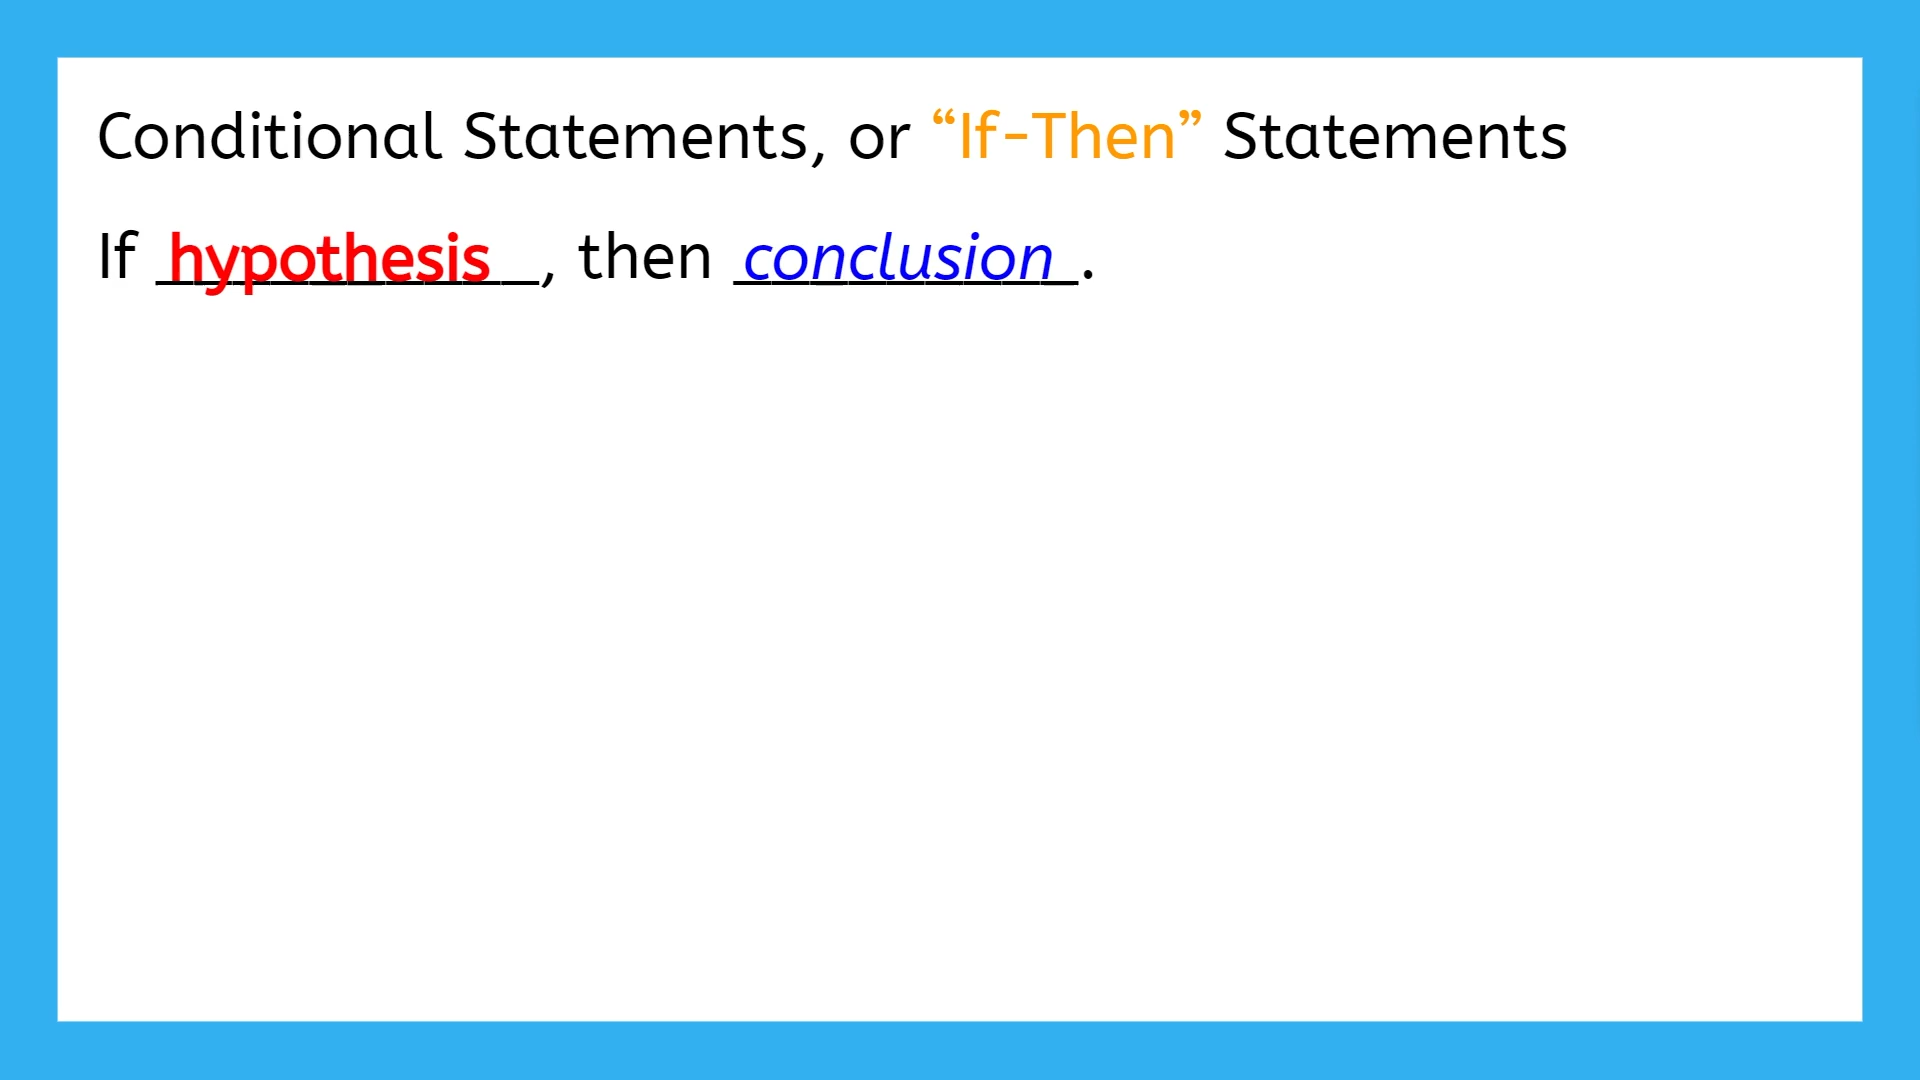 Conditional Statements, or “If-Then” Statements
If hypothesis, then conclusion.